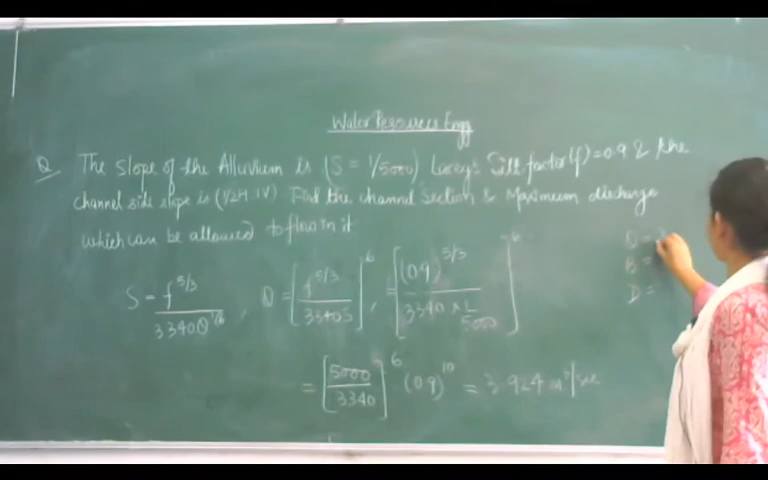 Water Resources Engg
Q The slope of the Alluvium is (S = 1/5000) Lacey's Silt factor (f) = 0.9 & the
channel side slope is (1/2H:1V) Find the channel Section & Maximum discharge
which can be allowed to flow in it
S = f^5/3 / 3340Q^1/6 , Q = [f^5/3 / 3340S]^6 , = [(0.9)^5/3 / 3340 × 1/5000]^6
= [5000 / 3340]^6 (0.9)^10 = 3.924 m³/sec
Q =
B =
D =